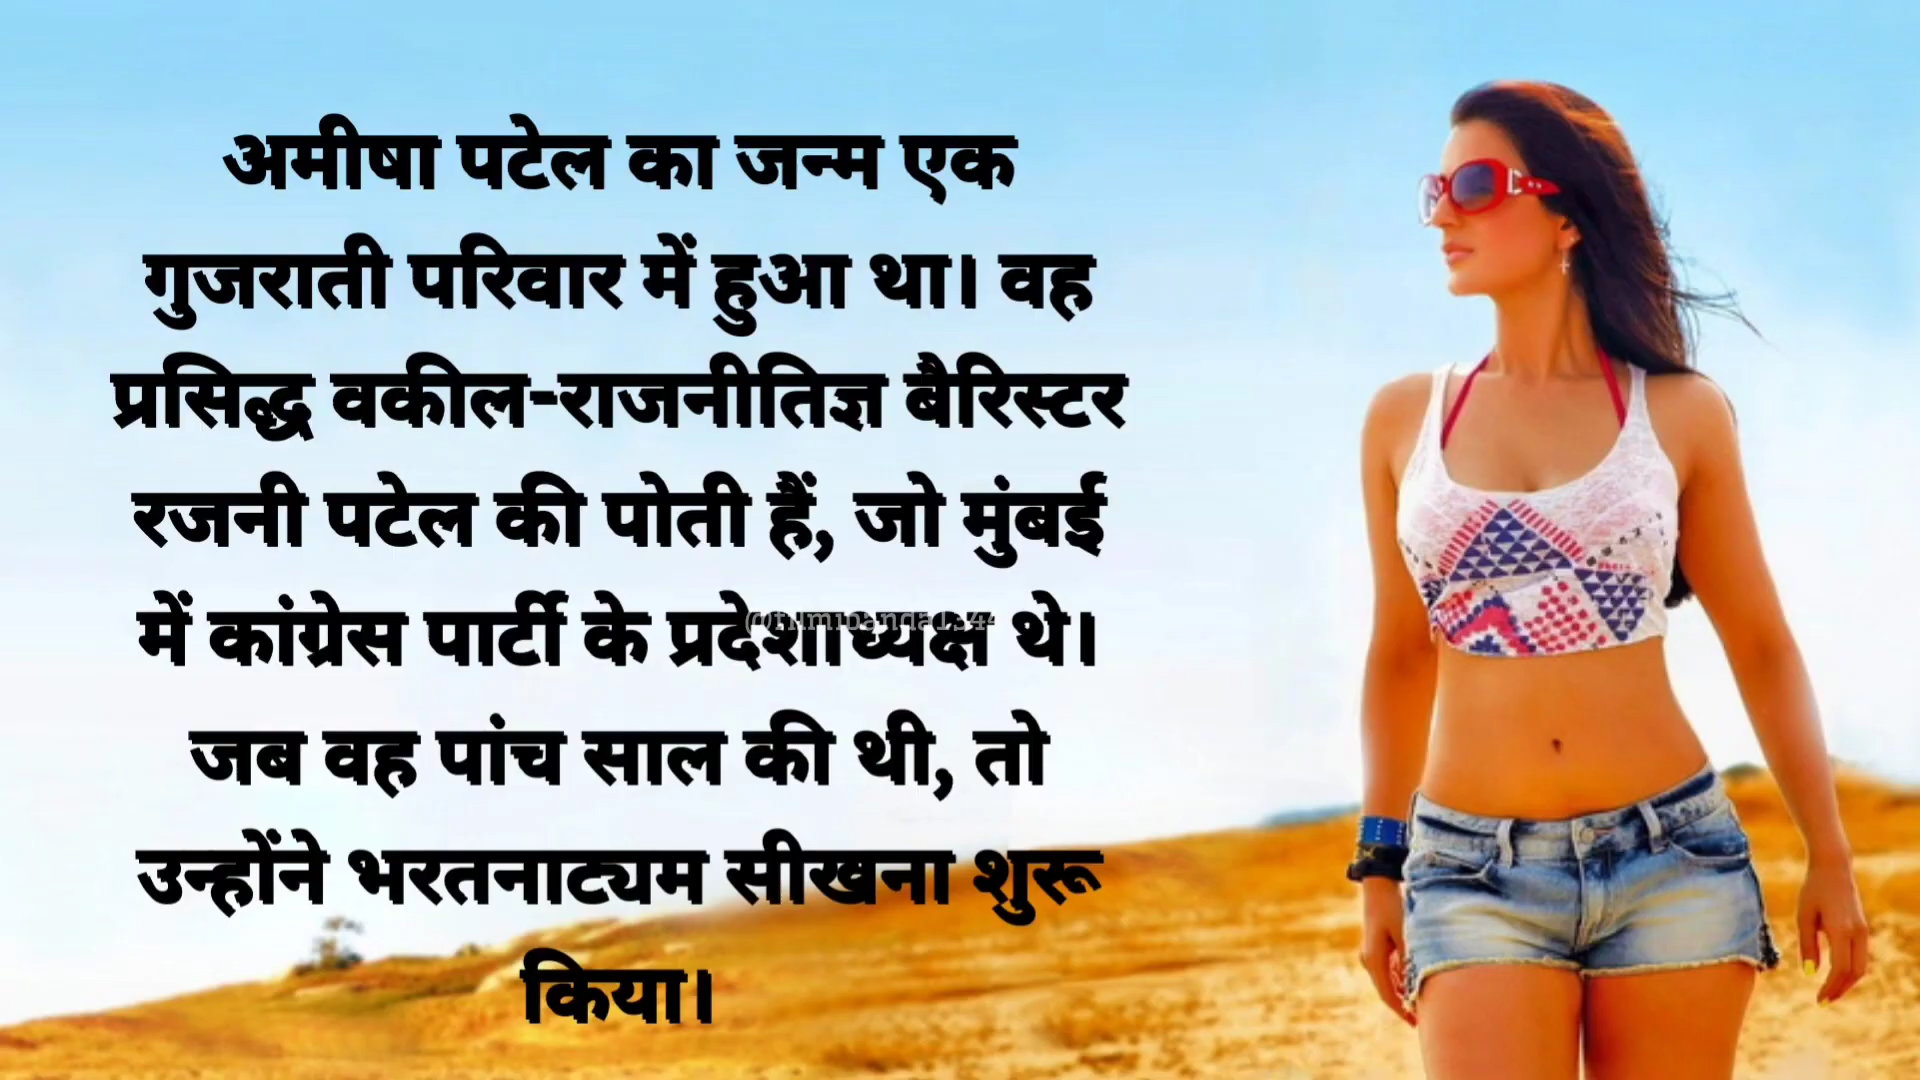 अमीषा पटेल का जन्म एक
गुजराती परिवार में हुआ था। वह
प्रसिद्ध वकील-राजनीतिज्ञ बैरिस्टर
रजनी पटेल की पोती हैं, जो मुंबई
में कांग्रेस पार्टी के प्रदेशाध्यक्ष थे।
जब वह पांच साल की थी, तो
उन्होंने भरतनाट्यम सीखना शुरू
किया।